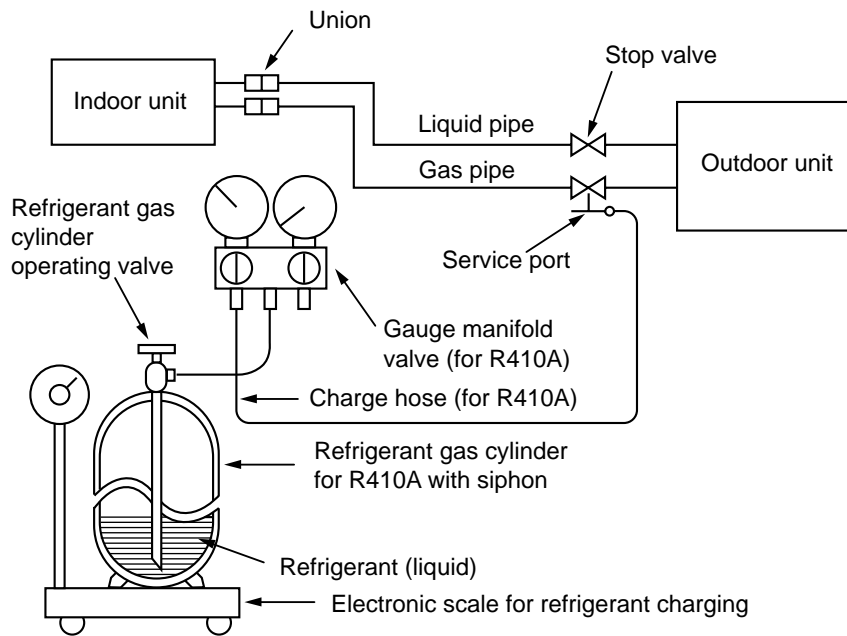 Union
Stop valve
Indoor unit
Liquid pipe
Outdoor unit
Gas pipe
Refrigerant gas
cylinder
operating valve
Service port
Gauge manifold
valve (for R410A)
Charge hose (for R410A)
Refrigerant gas cylinder
for R410A with siphon
Refrigerant (liquid)
Electronic scale for refrigerant charging